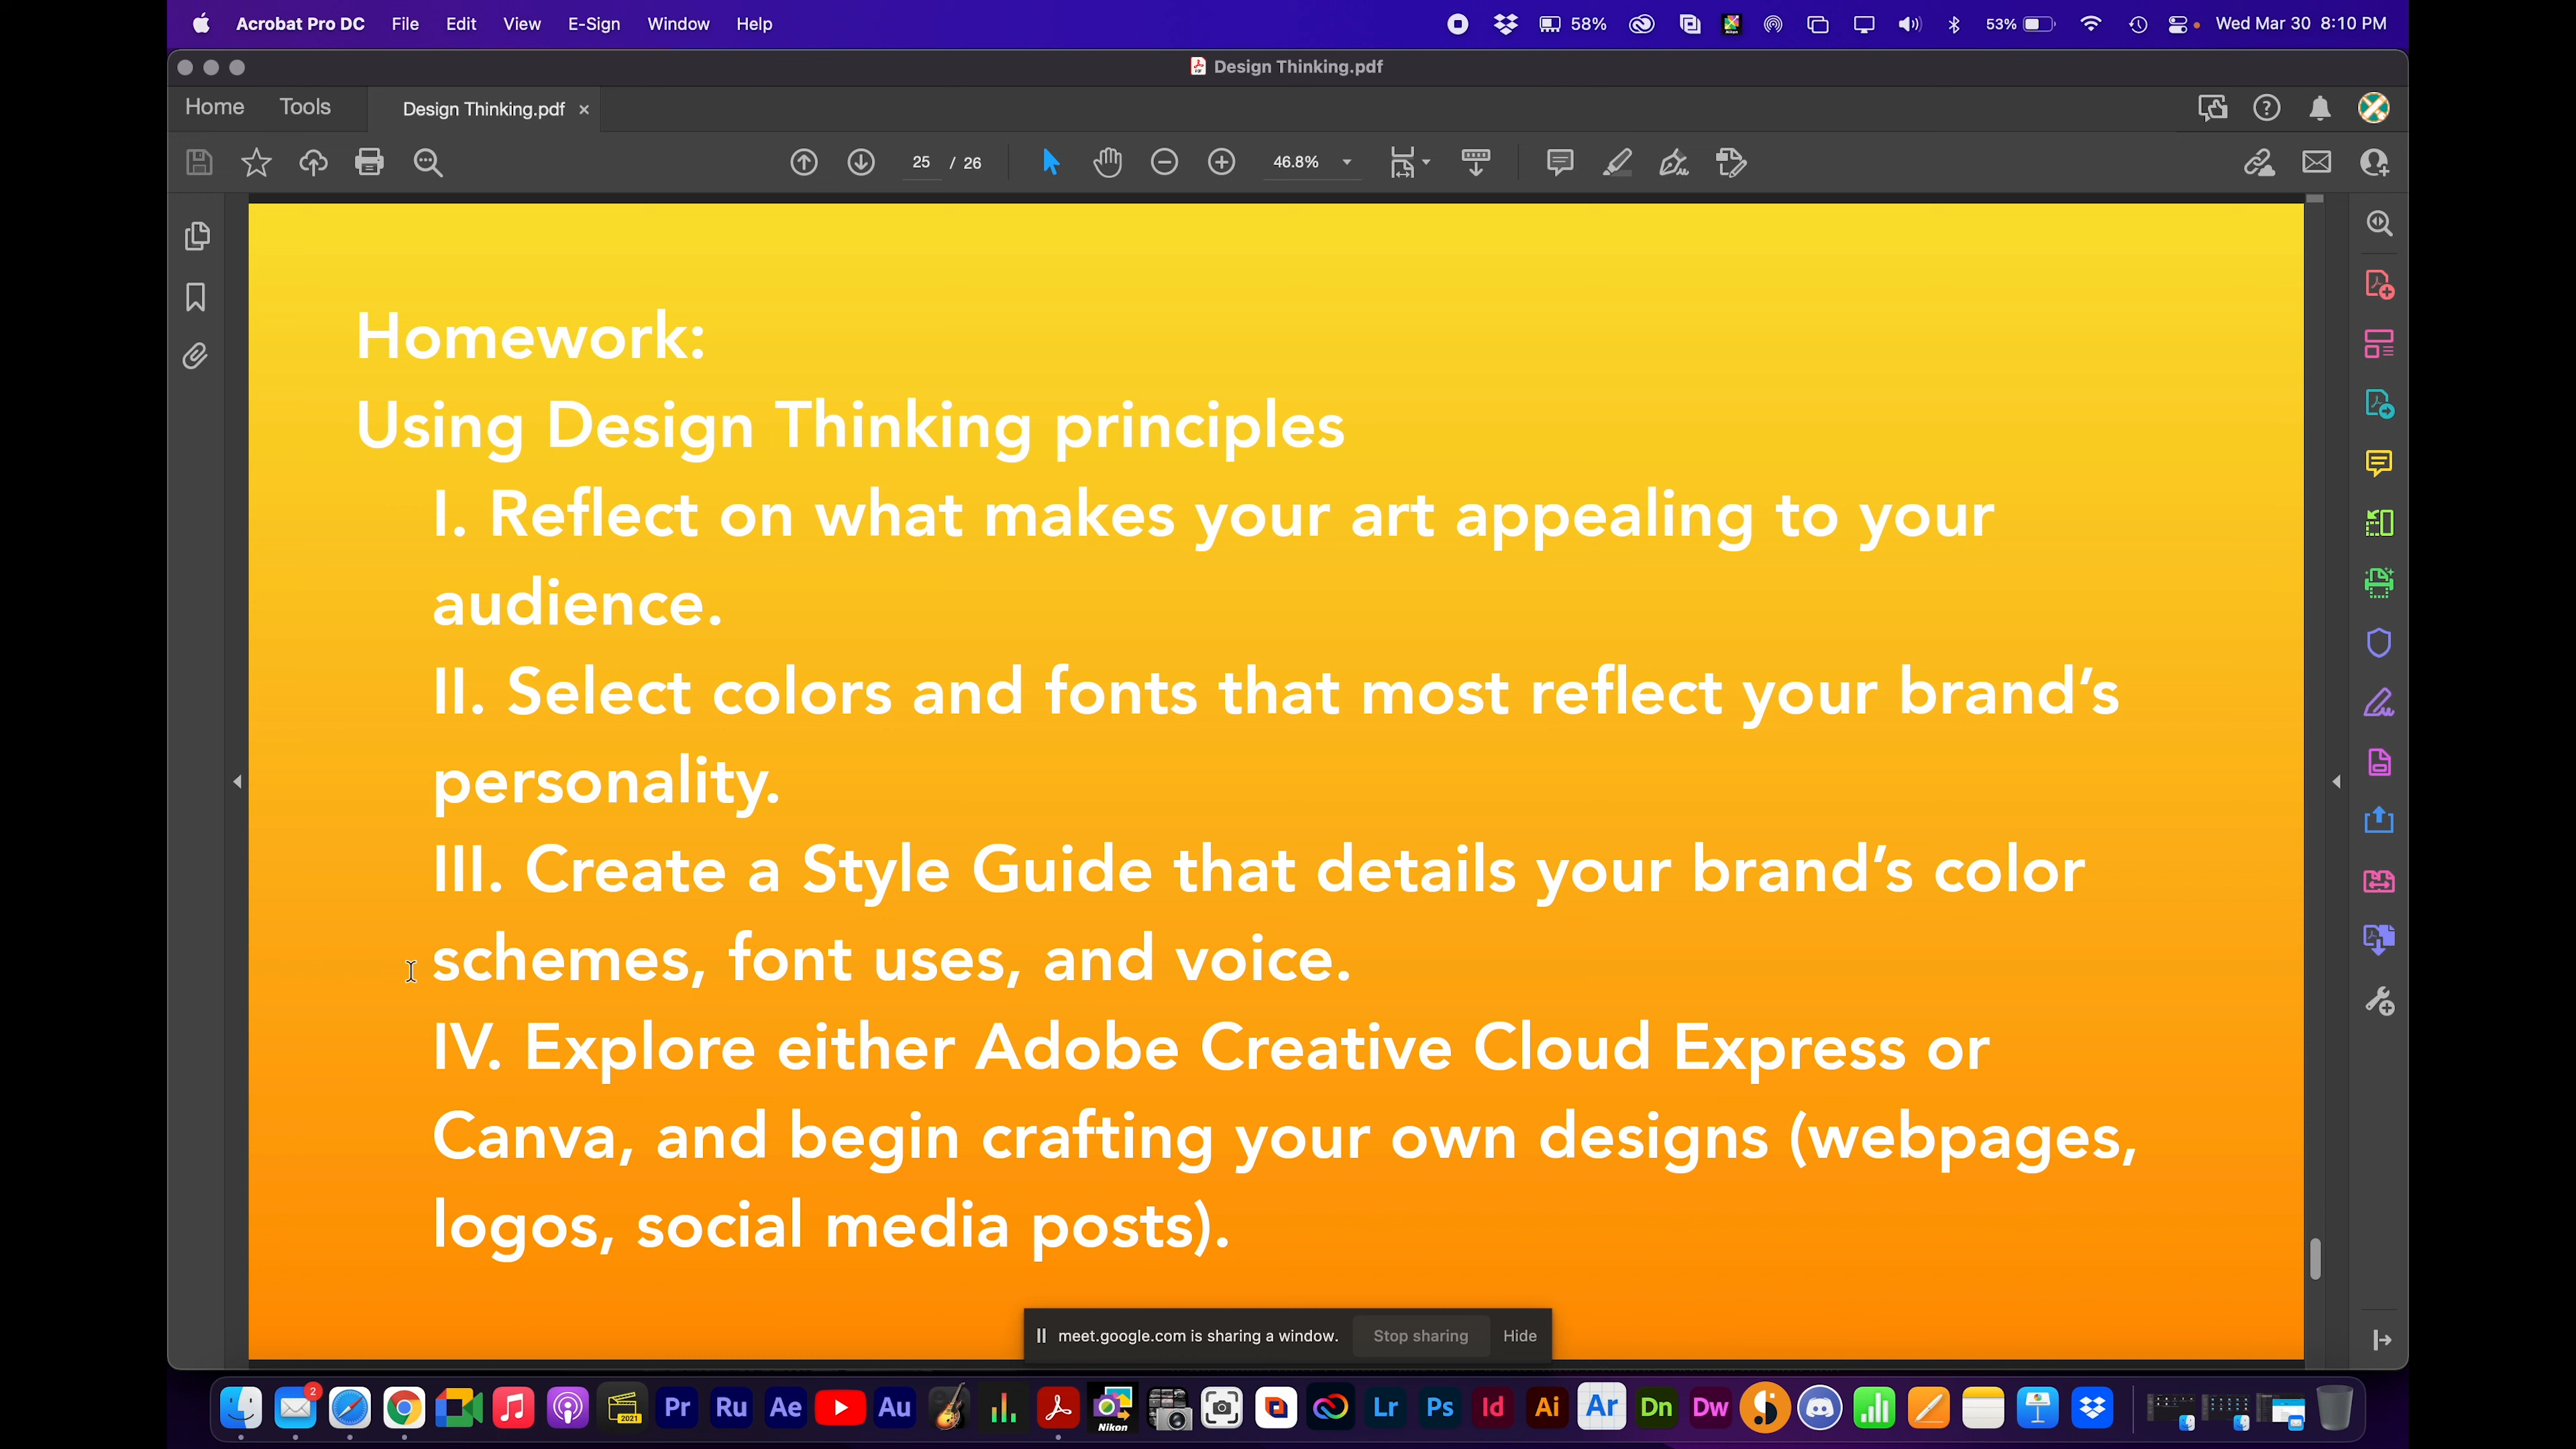 Acrobat Pro DC File Edit View E-Sign Window Help 58% 53% Wed Mar 30 8:10 PM
Design Thinking.pdf
Home Tools Design Thinking.pdf ×
25 / 26 46.8%
Homework:
Using Design Thinking principles
I. Reflect on what makes your art appealing to your
audience.
II. Select colors and fonts that most reflect your brand’s
personality.
III. Create a Style Guide that details your brand’s color
schemes, font uses, and voice.
IV. Explore either Adobe Creative Cloud Express or
Canva, and begin crafting your own designs (webpages,
logos, social media posts).
meet.google.com is sharing a window. Stop sharing Hide
2 2021 Pr Ru Ae Au Nikon Lr Ps Id Ai Ar Dn Dw